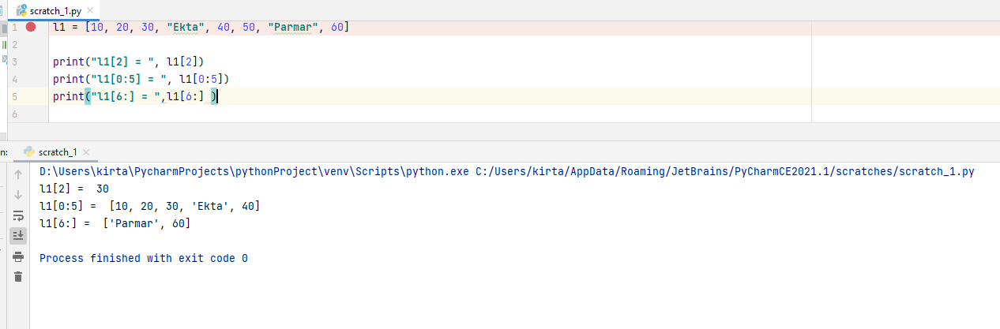 scratch_1.py
1 l1 = [10, 20, 30, "Ekta", 40, 50, "Parmar", 60]
2
3 print("l1[2] = ", l1[2])
4 print("l1[0:5] = ", l1[0:5])
5 print("l1[6:] = ",l1[6:] )
6
n: scratch_1
D:\Users\kirta\PycharmProjects\pythonProject\venv\Scripts\python.exe C:/Users/kirta/AppData/Roaming/JetBrains/PyCharmCE2021.1/scratches/scratch_1.py
l1[2] =  30
l1[0:5] =  [10, 20, 30, 'Ekta', 40]
l1[6:] =  ['Parmar', 60]
Process finished with exit code 0